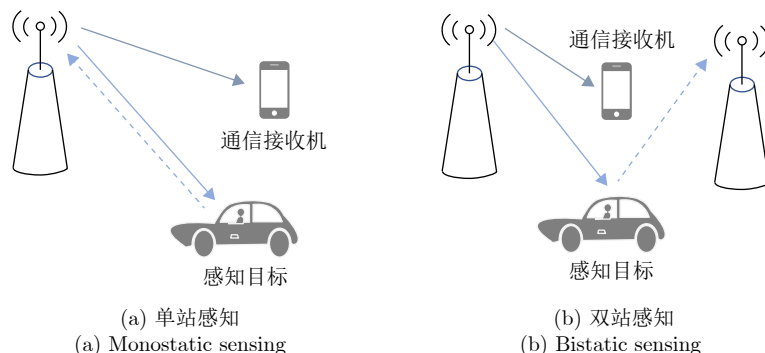 通信接收机
感知目标
(a) 单站感知
(a) Monostatic sensing
通信接收机
感知目标
(b) 双站感知
(b) Bistatic sensing